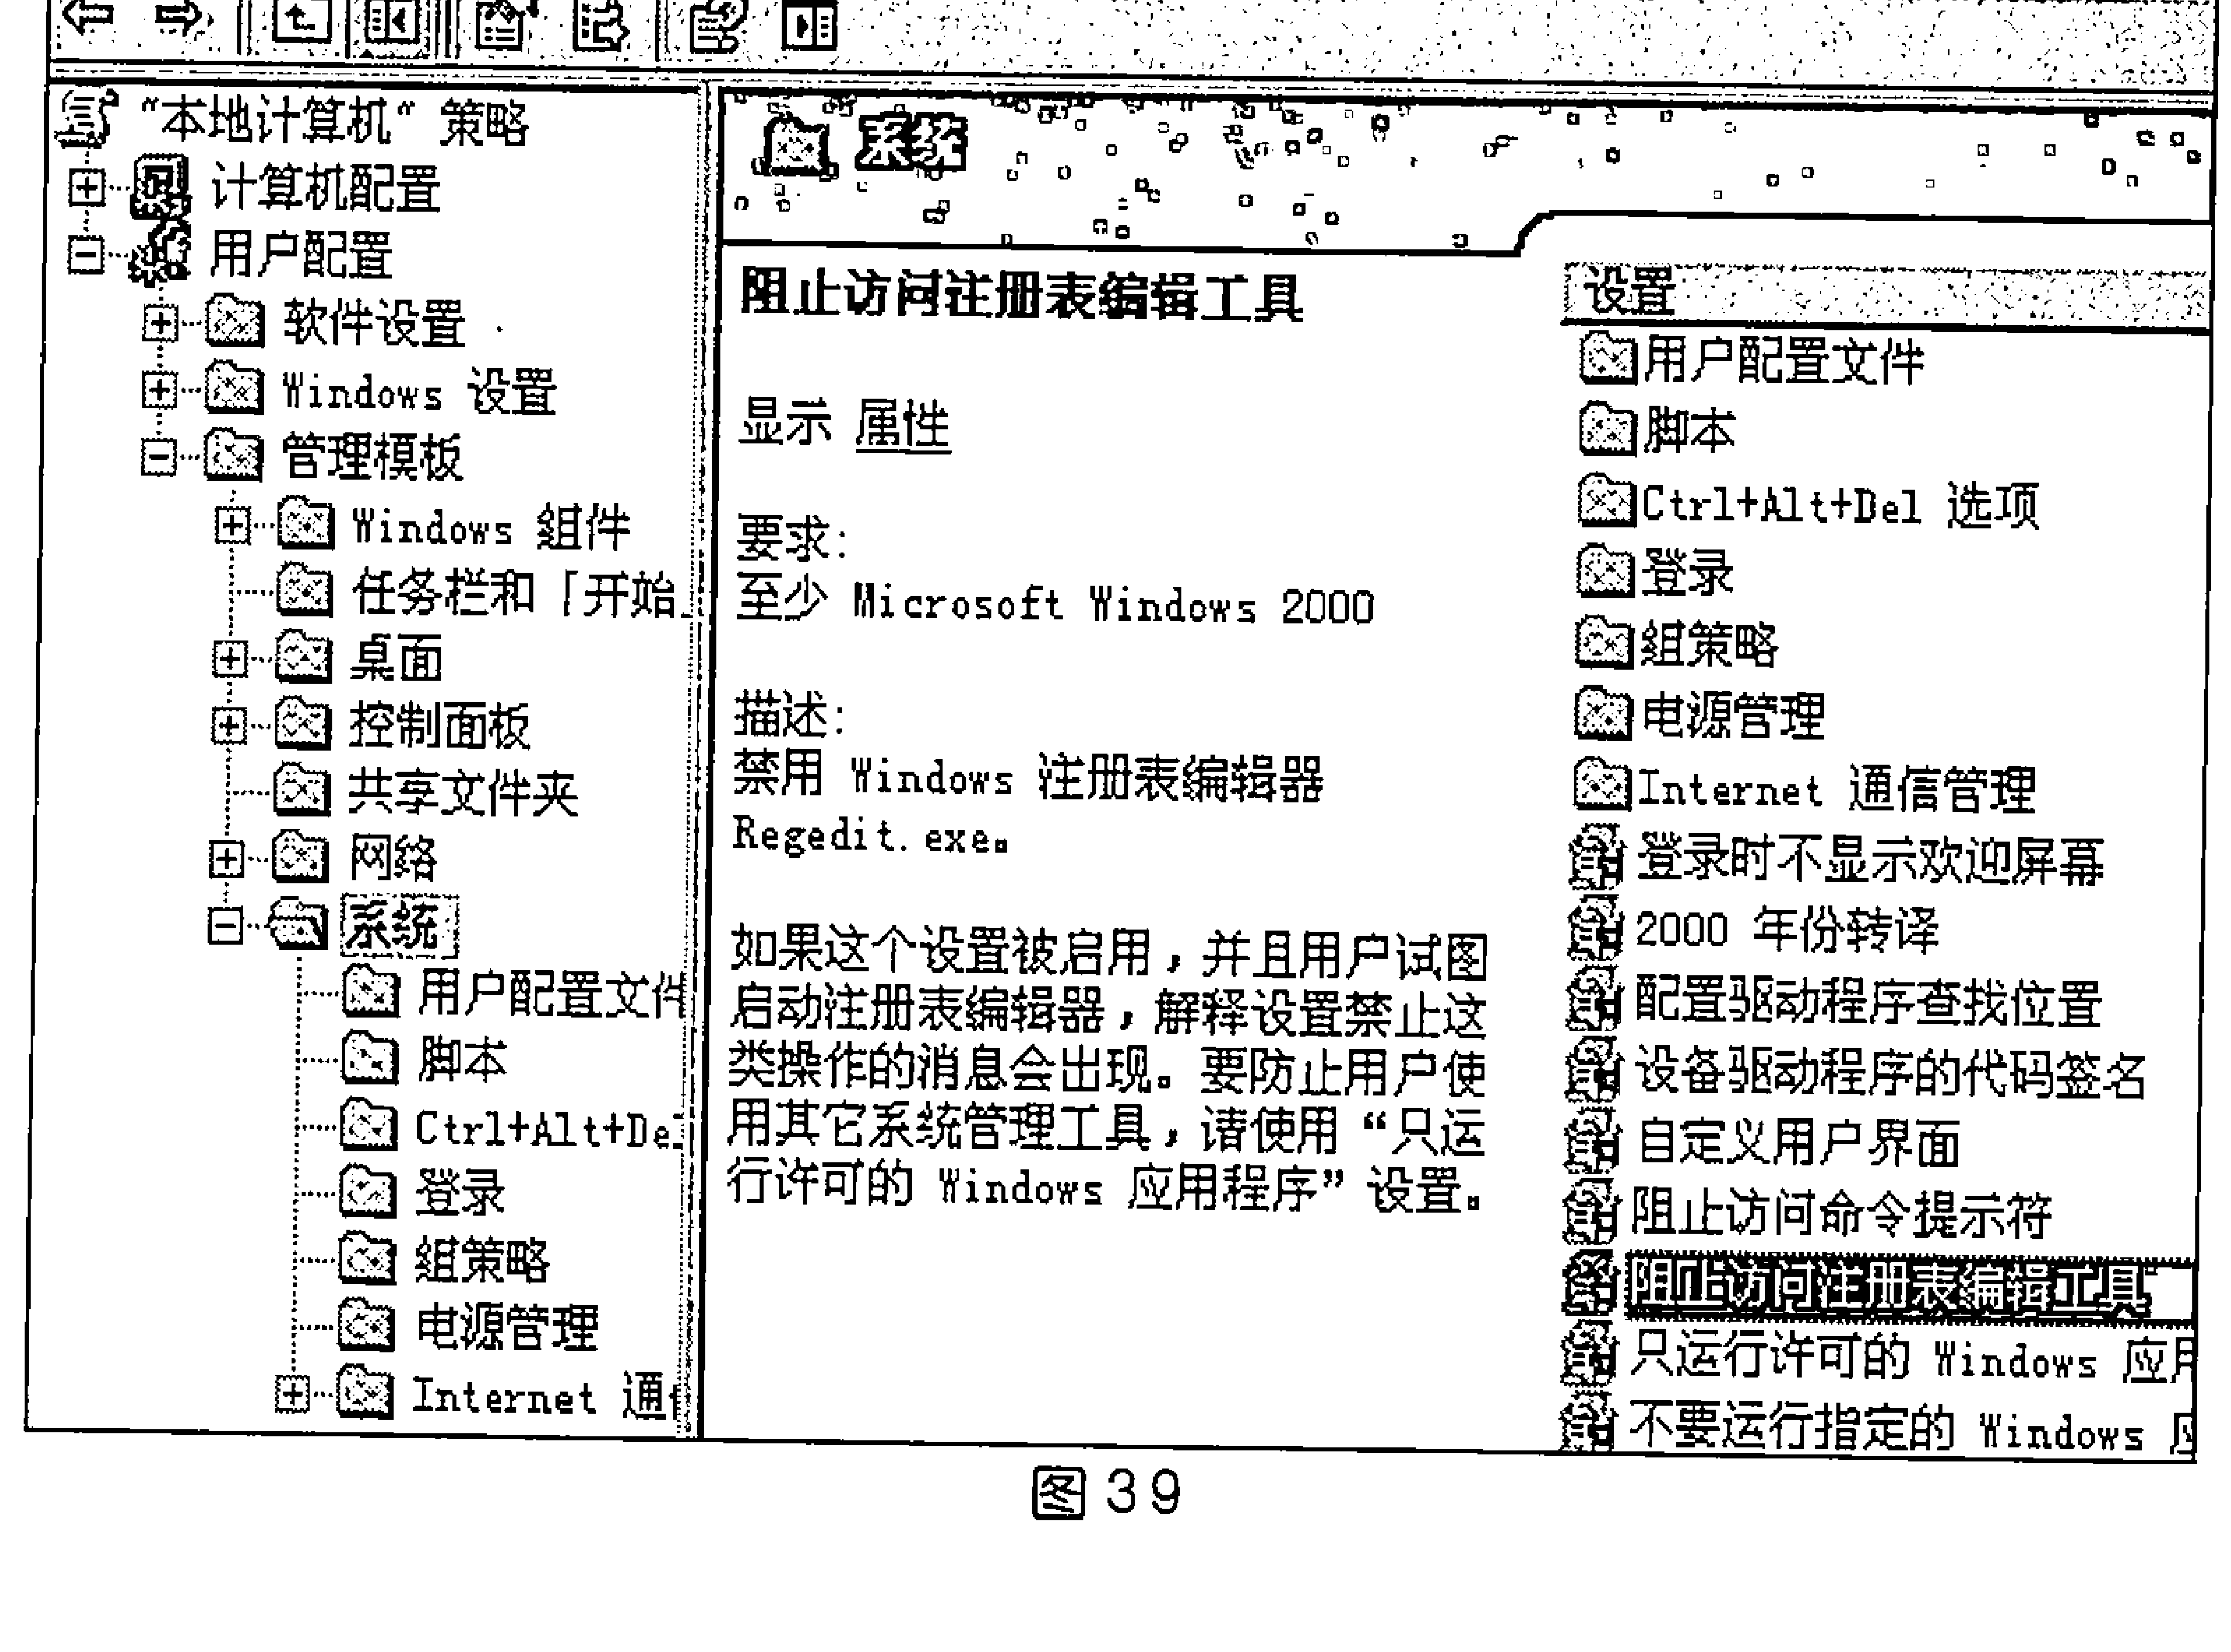 “本地计算机” 策略
计算机配置
用户配置
软件设置
Windows 设置
管理模板
Windows 组件
任务栏和「开始
桌面
控制面板
共享文件夹
网络
系统
用户配置文件
脚本
Ctrl+Alt+De
登录
组策略
电源管理
Internet 通
系统
阻止访问注册表编辑工具
显示 属性
要求:
至少 Microsoft Windows 2000
描述:
禁用 Windows 注册表编辑器
Regedit.exe。
如果这个设置被启用，并且用户试图
启动注册表编辑器，解释设置禁止这
类操作的消息会出现。要防止用户使
用其它系统管理工具，请使用“只运
行许可的 Windows 应用程序”设置。
设置
用户配置文件
脚本
Ctrl+Alt+Del 选项
登录
组策略
电源管理
Internet 通信管理
登录时不显示欢迎屏幕
2000 年份转译
配置驱动程序查找位置
设备驱动程序的代码签名
自定义用户界面
阻止访问命令提示符
阻止访问注册表编辑工具
只运行许可的 Windows 应用
不要运行指定的 Windows
图 39